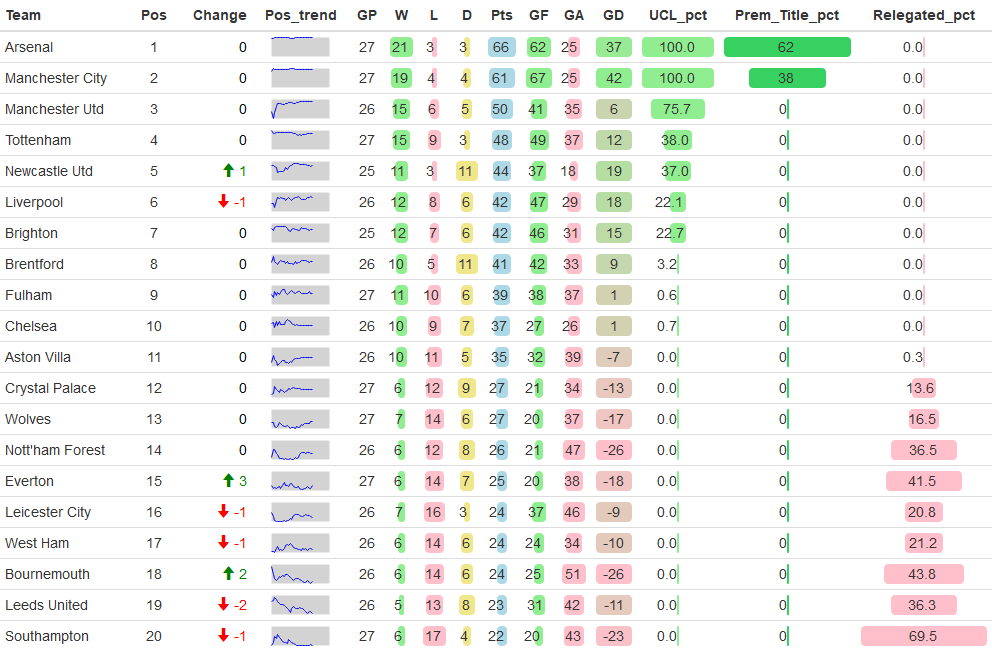 Team Pos Change Pos_trend GP W L D Pts GF GA GD UCL_pct Prem_Title_pct Relegated_pct
Arsenal 1 0 27 21 3 3 66 62 25 37 100.0 62 0.0
Manchester City 2 0 27 19 4 4 61 67 25 42 100.0 38 0.0
Manchester Utd 3 0 26 15 6 5 50 41 35 6 75.7 0 0.0
Tottenham 4 0 27 15 9 3 48 49 37 12 38.0 0 0.0
Newcastle Utd 5 1 25 11 3 11 44 37 18 19 37.0 0 0.0
Liverpool 6 -1 26 12 8 6 42 47 29 18 22.1 0 0.0
Brighton 7 0 25 12 7 6 42 46 31 15 22.7 0 0.0
Brentford 8 0 26 10 5 11 41 42 33 9 3.2 0 0.0
Fulham 9 0 27 11 10 6 39 38 37 1 0.6 0 0.0
Chelsea 10 0 26 10 9 7 37 27 26 1 0.7 0 0.0
Aston Villa 11 0 26 10 11 5 35 32 39 -7 0.0 0 0.3
Crystal Palace 12 0 27 6 12 9 27 21 34 -13 0.0 0 13.6
Wolves 13 0 27 7 14 6 27 20 37 -17 0.0 0 16.5
Nott'ham Forest 14 0 26 6 12 8 26 21 47 -26 0.0 0 36.5
Everton 15 3 27 6 14 7 25 20 38 -18 0.0 0 41.5
Leicester City 16 -1 26 7 16 3 24 37 46 -9 0.0 0 20.8
West Ham 17 -1 26 6 14 6 24 24 34 -10 0.0 0 21.2
Bournemouth 18 2 26 6 14 6 24 25 51 -26 0.0 0 43.8
Leeds United 19 -2 26 5 13 8 23 31 42 -11 0.0 0 36.3
Southampton 20 -1 27 6 17 4 22 20 43 -23 0.0 0 69.5